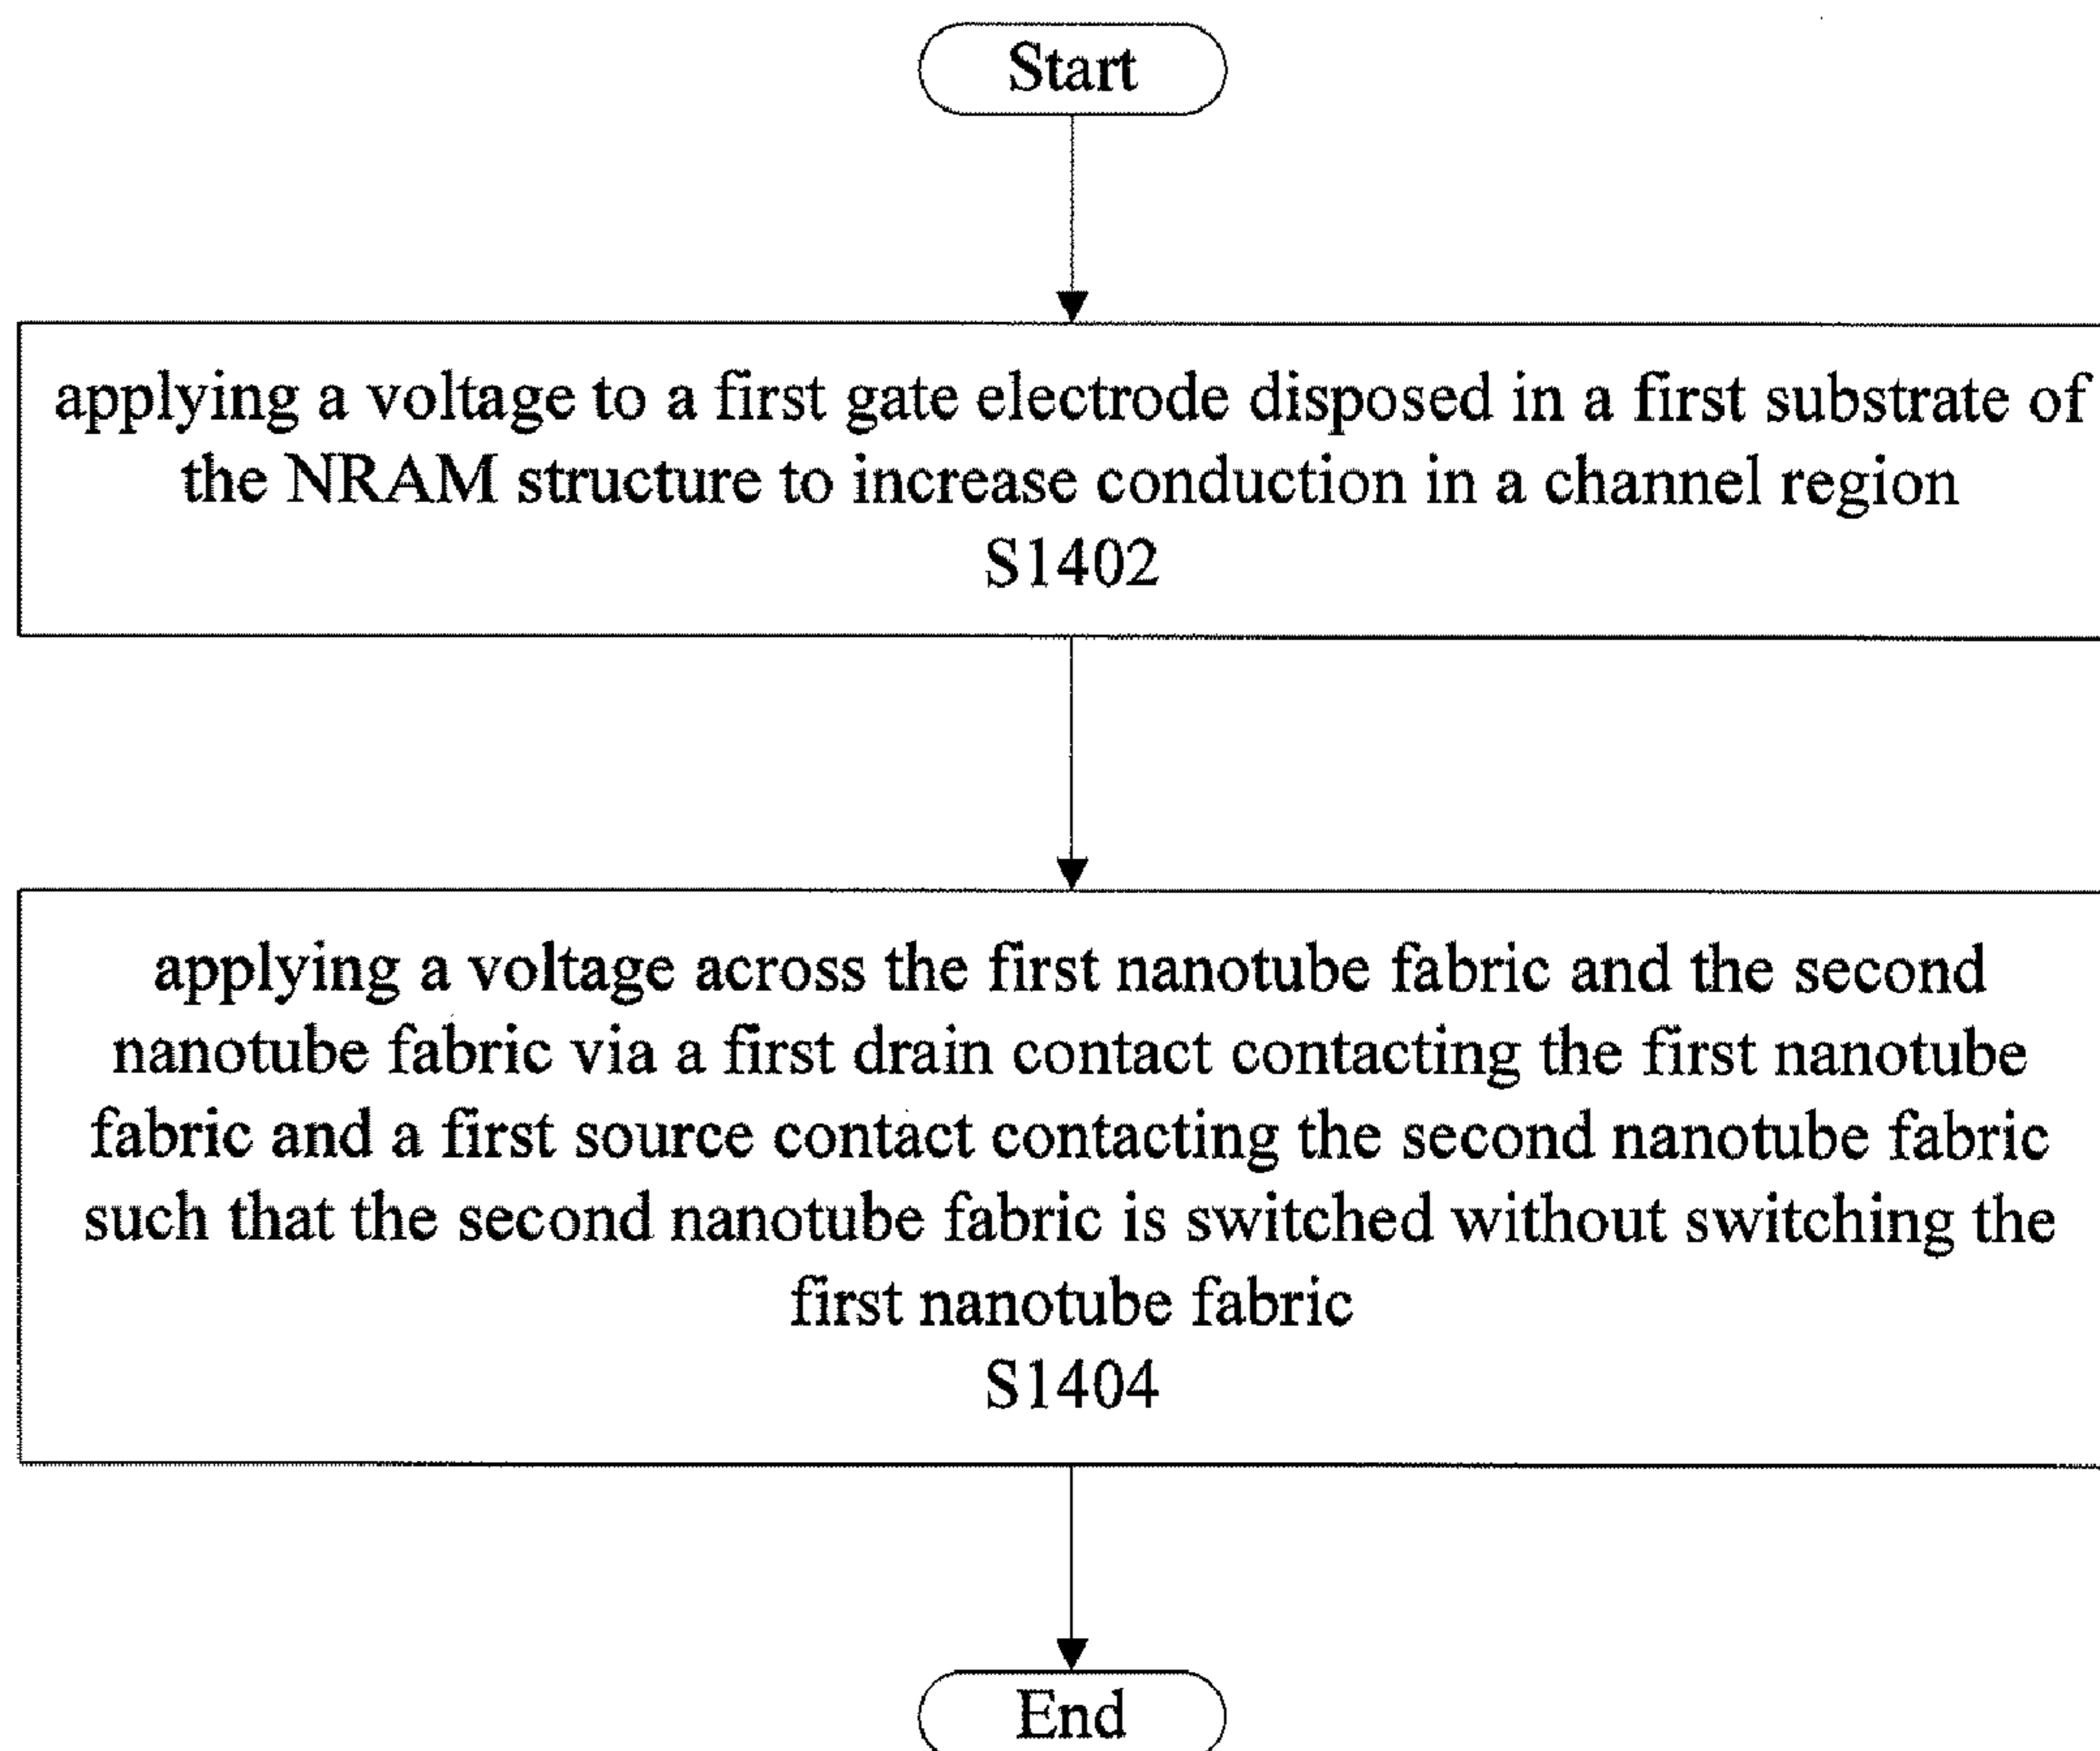 Start
applying a voltage to a first gate electrode disposed in a first substrate of
the NRAM structure to increase conduction in a channel region
S1402
applying a voltage across the first nanotube fabric and the second
nanotube fabric via a first drain contact contacting the first nanotube
fabric and a first source contact contacting the second nanotube fabric
such that the second nanotube fabric is switched without switching the
first nanotube fabric
S1404
End